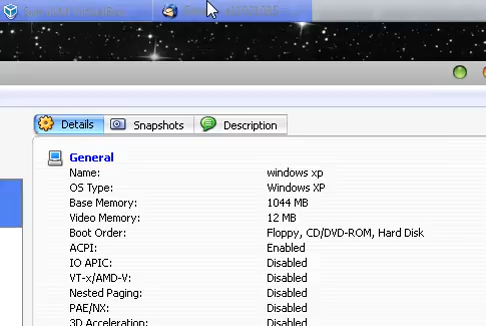 Details
Snapshots
Description
General
Name: windows xp
OS Type: Windows XP
Base Memory: 1044 MB
Video Memory: 12 MB
Boot Order: Floppy, CD/DVD-ROM, Hard Disk
ACPI: Enabled
IO APIC: Disabled
VT-x/AMD-V: Disabled
Nested Paging: Disabled
PAE/NX: Disabled
3D Acceleration: Disabled